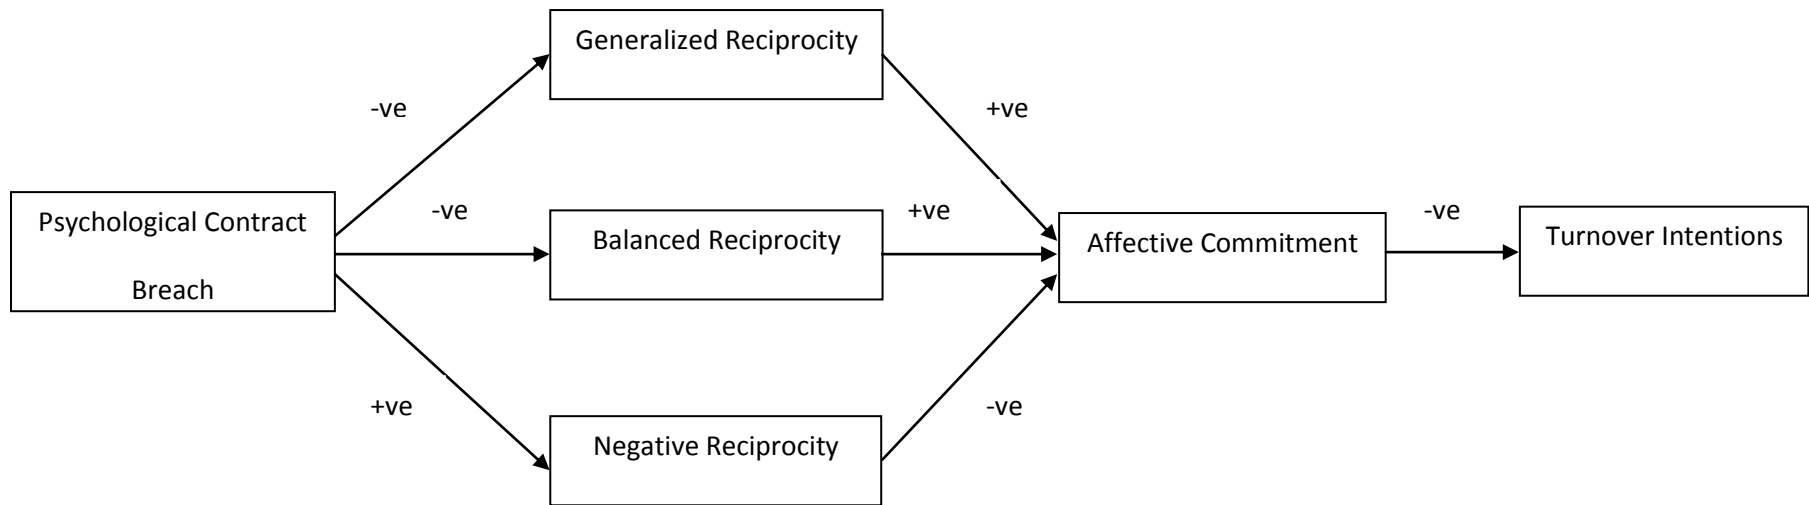 Generalized Reciprocity
-ve
+ve
Psychological Contract
Breach
-ve
Balanced Reciprocity
+ve
Affective Commitment
-ve
Turnover Intentions
+ve
-ve
Negative Reciprocity